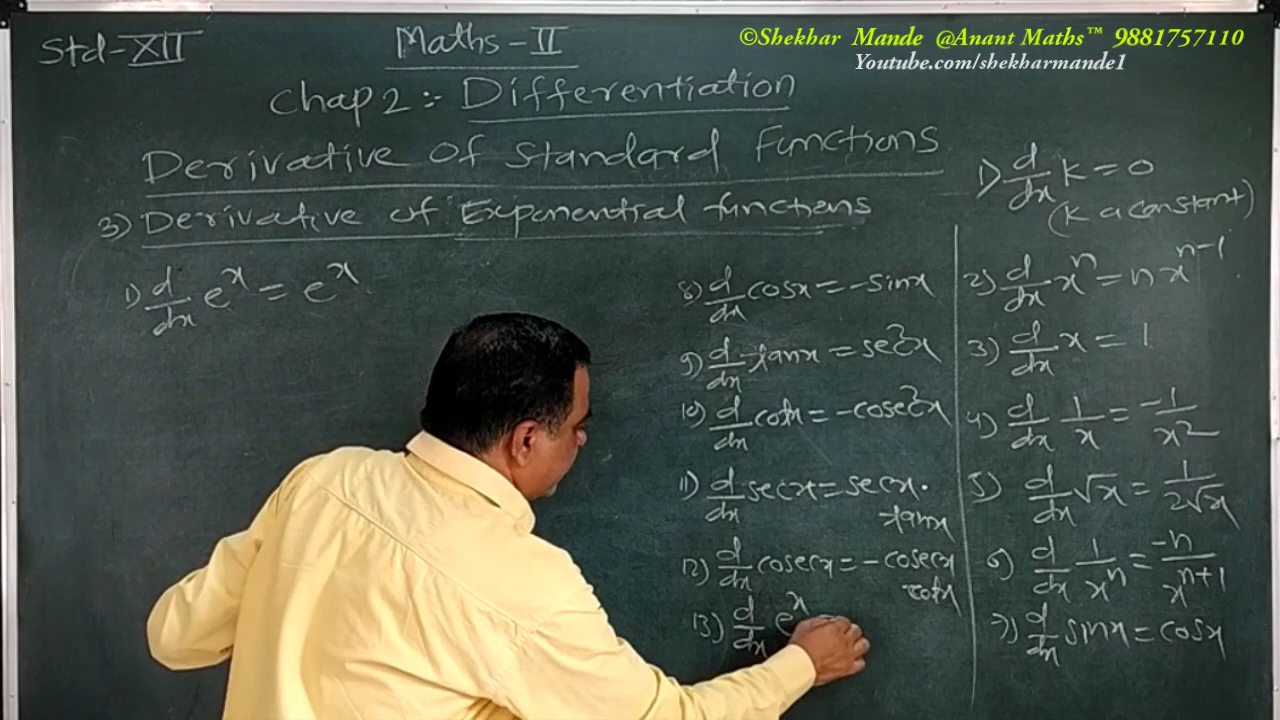 ©Shekhar Mande @Anant Maths™ 9881757110
Youtube.com/shekharmande1
Std-XII
Maths-II
Chap 2:- Differentiation
Derivative of Standard Functions
3) Derivative of Exponential functions
1) d/dx e^x = e^x
8) d/dx cosx = -sinx
9) d/dx tanx = sec²x
10) d/dx cotx = -cosec²x
11) d/dx secx = secx.
tanx
12) d/dx cosecx = -cosecx
cotx
13) d/dx e^x
1) d/dx k = 0
(k a constant)
2) d/dx x^n = n x^n-1
3) d/dx x = 1
4) d/dx 1/x = -1/x²
5) d/dx √x = 1/2√x
6) d/dx 1/x^n = -n/x^n+1
7) d/dx sinx = cosx